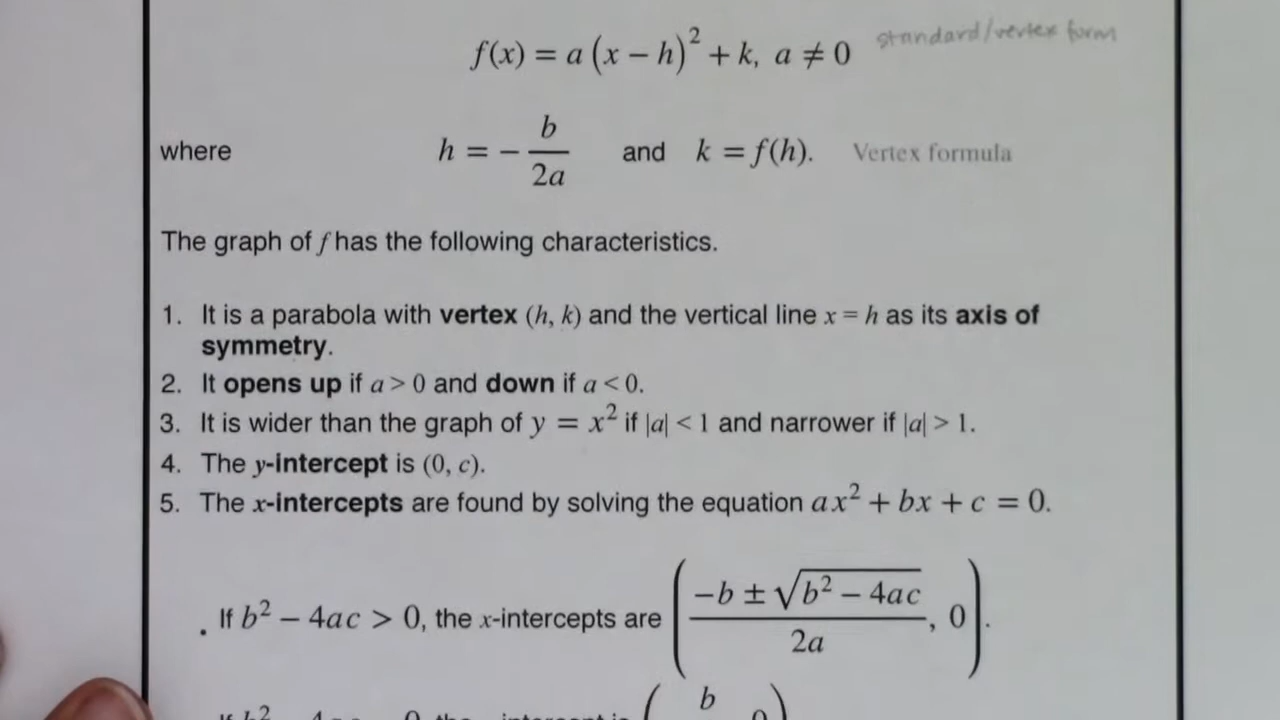 f(x) = a(x − h)² + k, a ≠ 0 standard/vertex form
where h = −b/2a and k = f(h). Vertex formula
The graph of f has the following characteristics.
1. It is a parabola with vertex (h, k) and the vertical line x = h as its axis of
symmetry.
2. It opens up if a > 0 and down if a < 0.
3. It is wider than the graph of y = x² if |a| < 1 and narrower if |a| > 1.
4. The y-intercept is (0, c).
5. The x-intercepts are found by solving the equation ax² + bx + c = 0.
. If b² − 4ac > 0, the x-intercepts are ((−b ± √(b² − 4ac))/2a, 0).